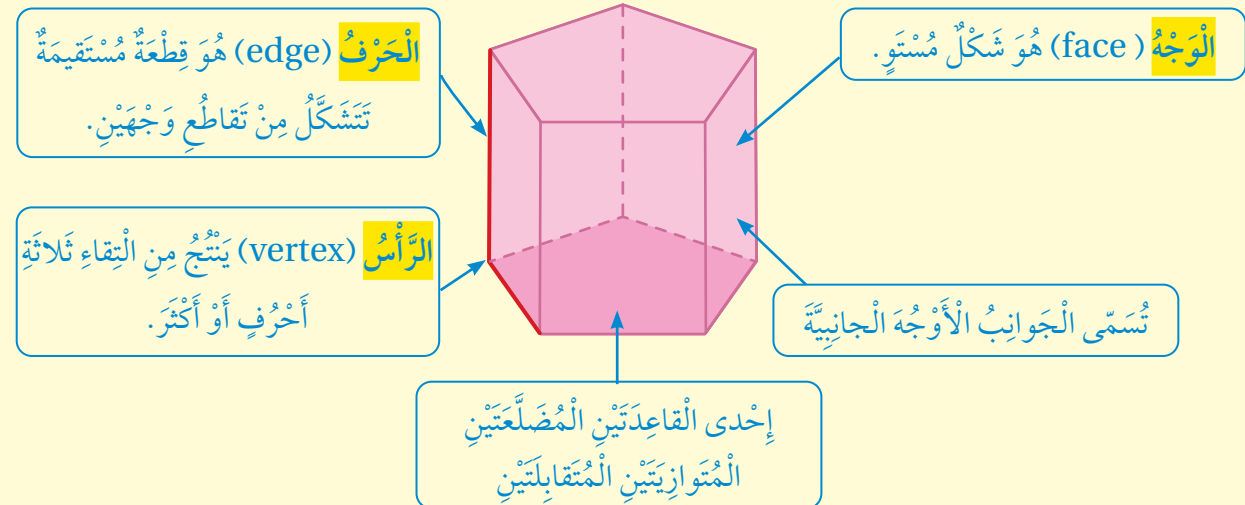 الْوَجْهُ ( face) هُوَ شَكْلٌ مُسْتَوٍ.
الْحَرْفُ (edge) هُوَ قِطْعَةٌ مُسْتَقيمَةٌ
تَتَشَكَّلُ مِنْ تَقاطُعِ وَجْهَيْنِ.
الرَّأْسُ (vertex) يَنْتُجُ مِنِ الْتِقاءِ ثَلاثَةِ
أَحْرُفٍ أَوْ أَكْثَرَ.
تُسَمّى الْجَوانِبُ الْأَوْجُهَ الْجانِبِيَّةَ
إِحْدى الْقاعِدَتَيْنِ الْمُضَلَّعَتَيْنِ
الْمُتَوازِيَتَيْنِ الْمُتَقابِلَتَيْنِ